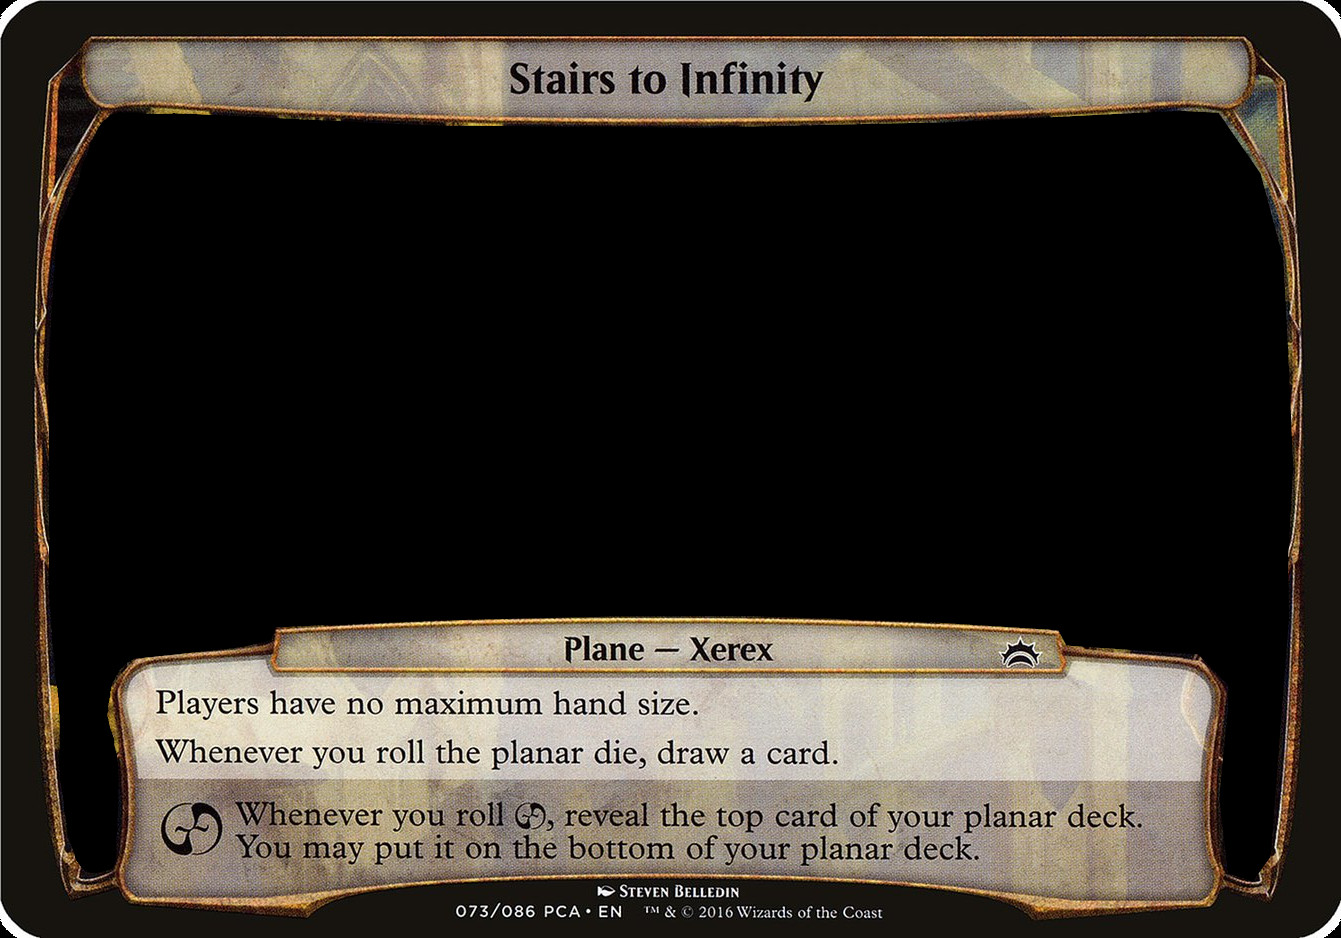 Stairs to Infinity
Plane — Xerex
Players have no maximum hand size.
Whenever you roll the planar die, draw a card.
Whenever you roll , reveal the top card of your planar deck.
You may put it on the bottom of your planar deck.
Steven Belledin
073/086 PCA • EN ™ & © 2016 Wizards of the Coast